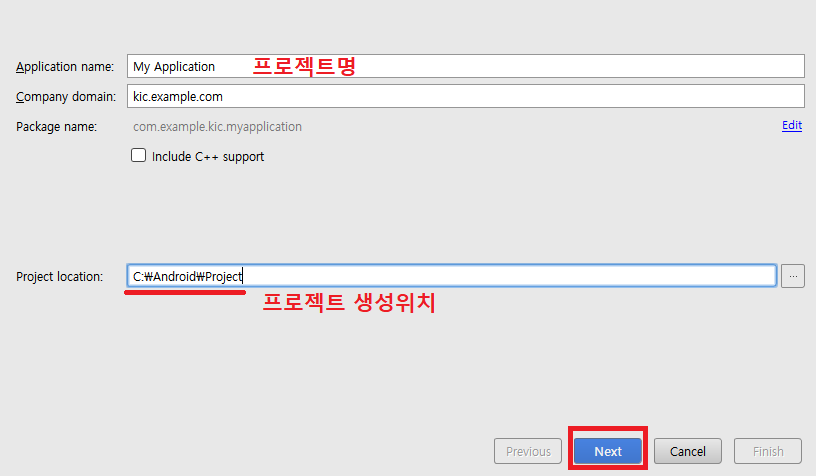 Application name: My Application 프로젝트명
Company domain: kic.example.com
Package name: com.example.kic.myapplication Edit
Include C++ support
Project location: C:₩Android₩Project ...
프로젝트 생성위치
Previous Next Cancel Finish